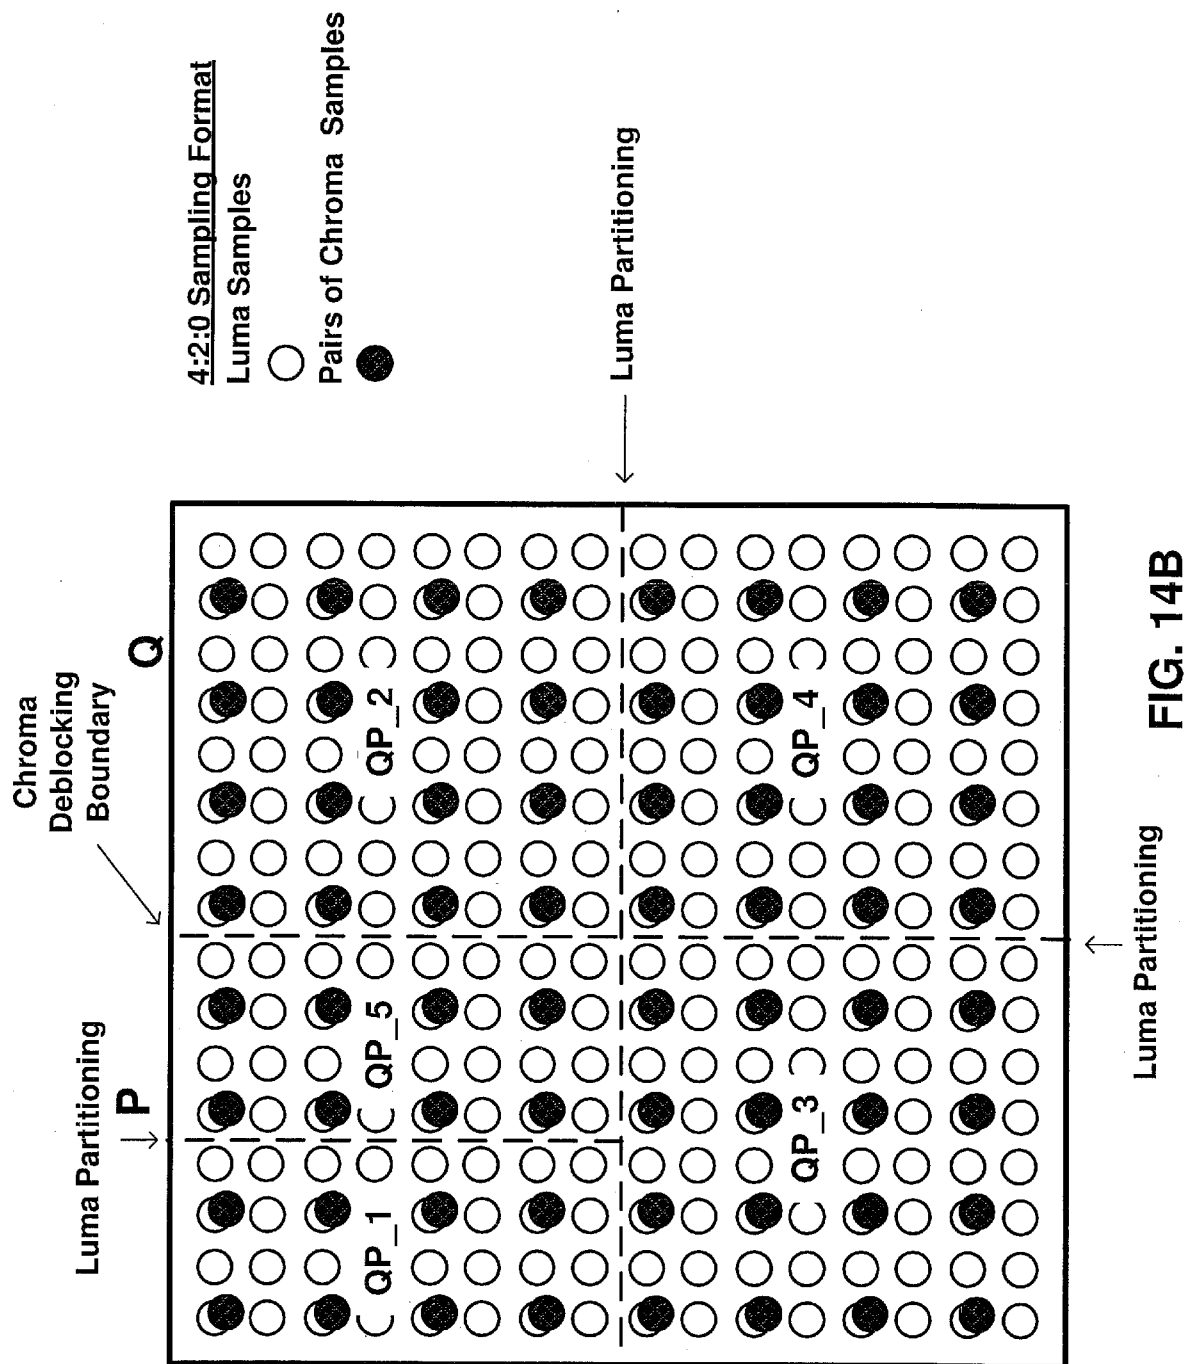 4:2:0 Sampling Format
Luma Samples
Pairs of Chroma Samples
Luma Partitioning
Chroma
Deblocking
Boundary
Luma Partitioning
P
Q
QP_1
QP_5
QP_2
QP_3
QP_4
Luma Partitioning
FIG. 14B